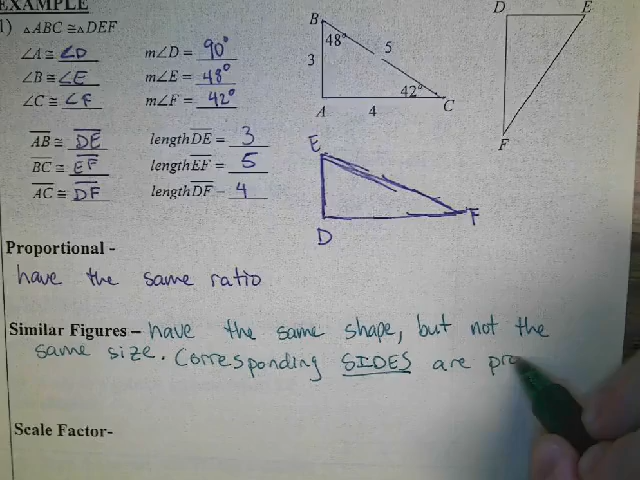 EXAMPLE
1) △ABC ≅ △DEF
∠A ≅ ∠D m∠D = 90°
∠B ≅ ∠E m∠E = 48°
∠C ≅ ∠F m∠F = 42°
AB ≅ DE length DE = 3
BC ≅ EF length EF = 5
AC ≅ DF length DF = 4
B
48°
5
3
42°
A
4
C
D
E
F
E
D
F
Proportional -
have the same ratio
Similar Figures – have the same shape, but not the
same size. Corresponding SIDES are pro
Scale Factor-